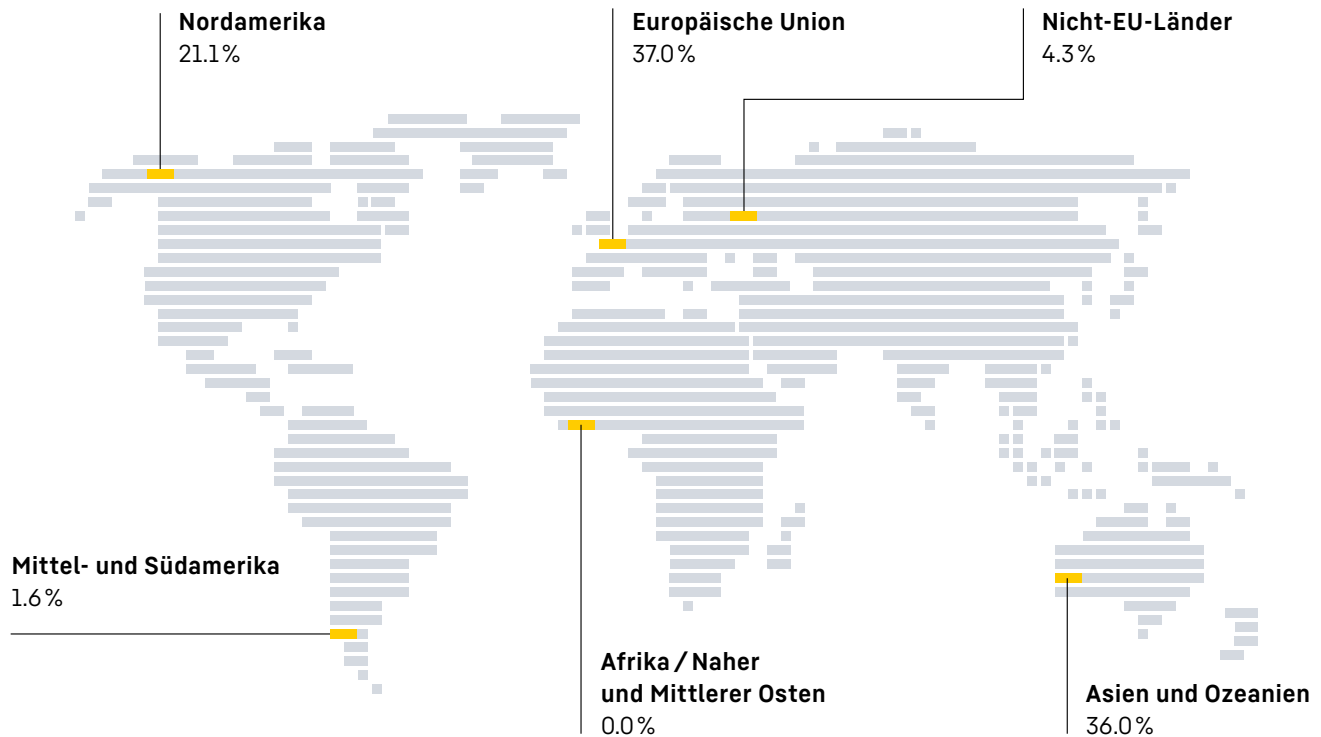 Nordamerika
21.1 %
Europäische Union
37.0 %
Nicht-EU-Länder
4.3 %
Mittel- und Südamerika
1.6 %
Afrika / Naher
und Mittlerer Osten
0.0 %
Asien und Ozeanien
36.0 %